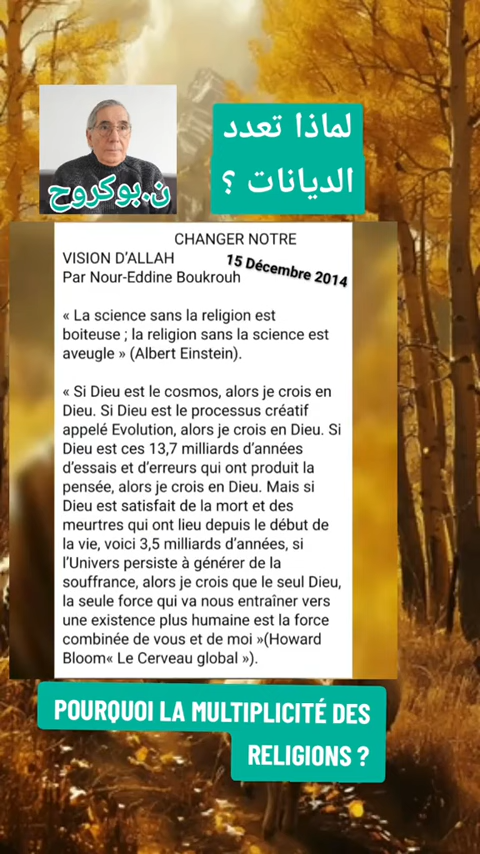 لماذا تعدد
الديانات ؟
ن.بوكروح
CHANGER NOTRE
VISION D’ALLAH
15 Décembre 2014
Par Nour-Eddine Boukrouh
« La science sans la religion est
boiteuse ; la religion sans la science est
aveugle » (Albert Einstein).
« Si Dieu est le cosmos, alors je crois en
Dieu. Si Dieu est le processus créatif
appelé Evolution, alors je crois en Dieu. Si
Dieu est ces 13,7 milliards d’années
d’essais et d’erreurs qui ont produit la
pensée, alors je crois en Dieu. Mais si
Dieu est satisfait de la mort et des
meurtres qui ont lieu depuis le début de
la vie, voici 3,5 milliards d’années, si
l’Univers persiste à générer de la
souffrance, alors je crois que le seul Dieu,
la seule force qui va nous entraîner vers
une existence plus humaine est la force
combinée de vous et de moi »(Howard
Bloom« Le Cerveau global »).
POURQUOI LA MULTIPLICITÉ DES
RELIGIONS ?